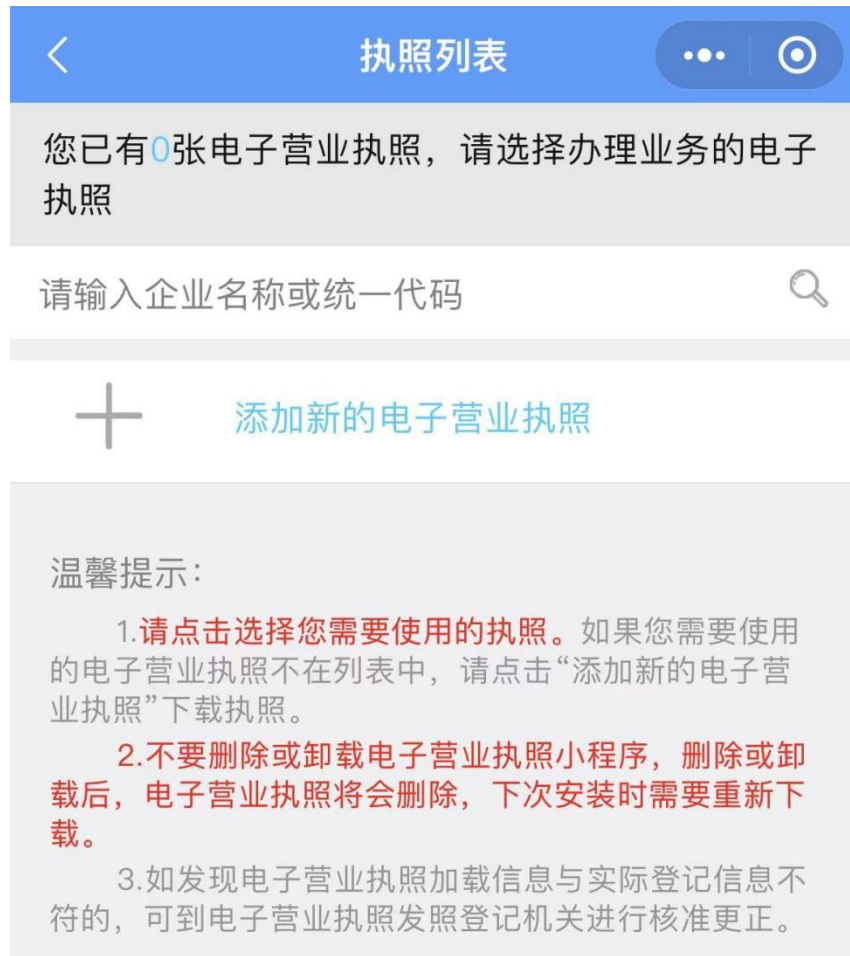 执照列表
您已有0张电子营业执照，请选择办理业务的电子
执照
请输入企业名称或统一代码
添加新的电子营业执照
温馨提示：
1.请点击选择您需要使用的执照。如果您需要使用
的电子营业执照不在列表中，请点击“添加新的电子营
业执照”下载执照。
2.不要删除或卸载电子营业执照小程序，删除或卸
载后，电子营业执照将会删除，下次安装时需要重新下
载。
3.如发现电子营业执照加载信息与实际登记信息不
符的，可到电子营业执照发照登记机关进行核准更正。